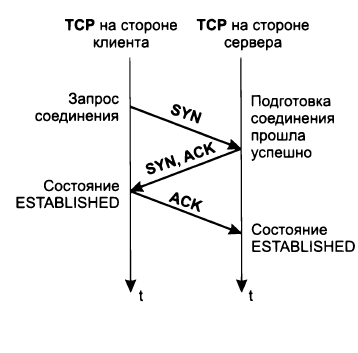 TCP на стороне
клиента
TCP на стороне
сервера
Запрос
соединения
SYN
Подготовка
соединения
прошла
успешно
SYN, ACK
Состояние
ESTABLISHED
ACK
Состояние
ESTABLISHED
t
t